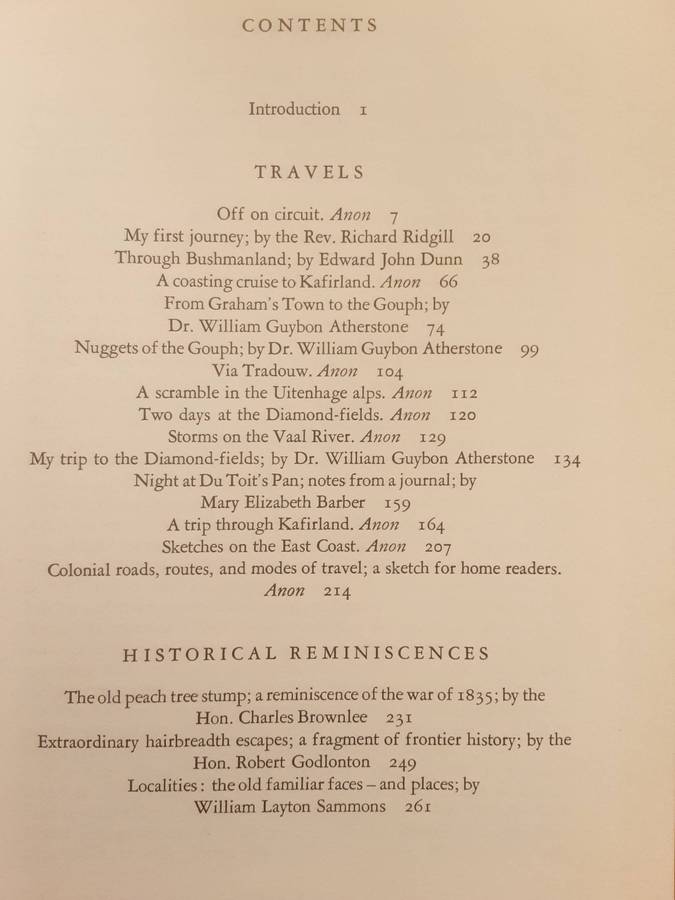 CONTENTS
Introduction 1
TRAVELS
Off on circuit. Anon 7
My first journey; by the Rev. Richard Ridgill 20
Through Bushmanland; by Edward John Dunn 38
A coasting cruise to Kafirland. Anon 66
From Graham's Town to the Gouph; by
Dr. William Guybon Atherstone 74
Nuggets of the Gouph; by Dr. William Guybon Atherstone 99
Via Tradouw. Anon 104
A scramble in the Uitenhage alps. Anon 112
Two days at the Diamond-fields. Anon 120
Storms on the Vaal River. Anon 129
My trip to the Diamond-fields; by Dr. William Guybon Atherstone 134
Night at Du Toit's Pan; notes from a journal; by
Mary Elizabeth Barber 159
A trip through Kafirland. Anon 164
Sketches on the East Coast. Anon 207
Colonial roads, routes, and modes of travel; a sketch for home readers.
Anon 214
HISTORICAL REMINISCENCES
The old peach tree stump; a reminiscence of the war of 1835; by the
Hon. Charles Brownlee 231
Extraordinary hairbreadth escapes; a fragment of frontier history; by the
Hon. Robert Godlonton 249
Localities: the old familiar faces – and places; by
William Layton Sammons 261